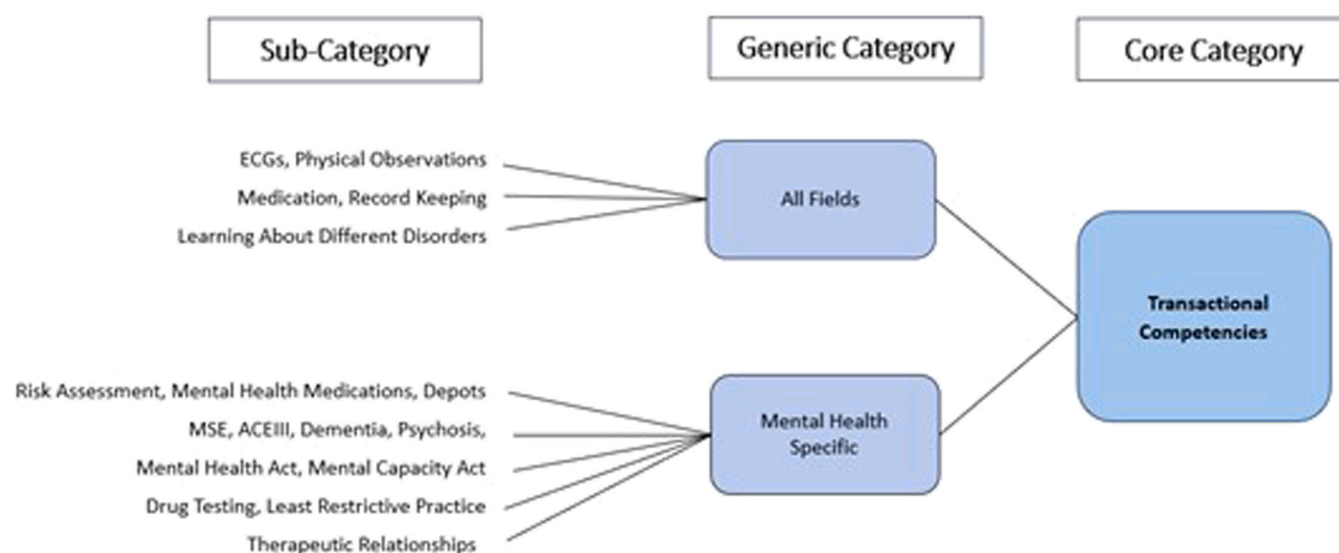 Sub-Category
Generic Category
Core Category
ECGs, Physical Observations
Medication, Record Keeping
Learning About Different Disorders
All Fields
Transactional
Competencies
Risk Assessment, Mental Health Medications, Depots
MSE, ACEIII, Dementia, Psychosis,
Mental Health Act, Mental Capacity Act
Drug Testing, Least Restrictive Practice
Therapeutic Relationships
Mental Health
Specific